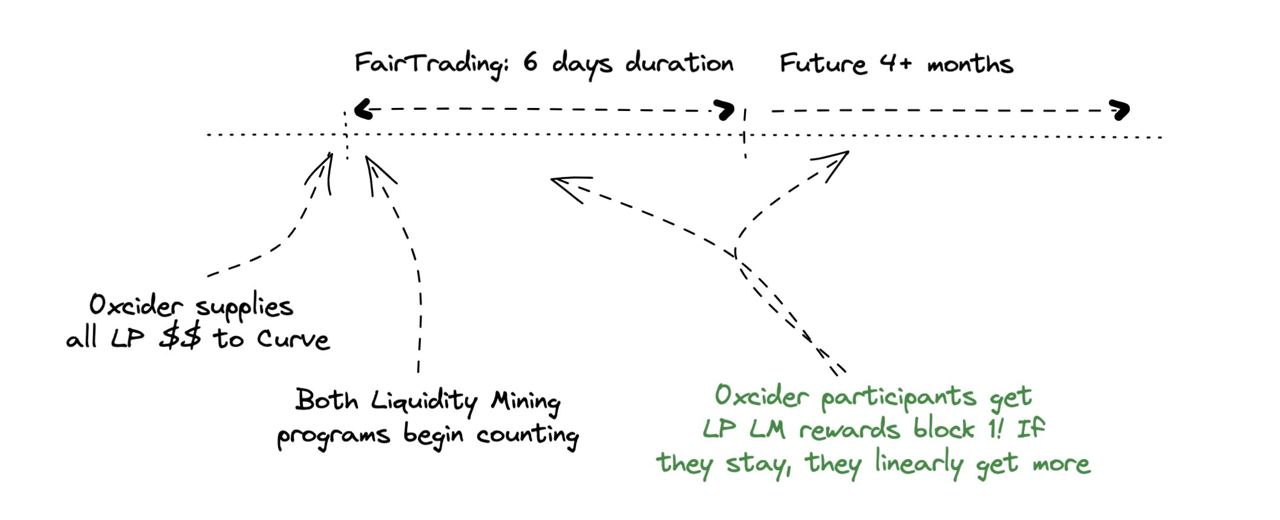 FairTrading: 6 days duration
Future 4+ months
Oxcider supplies
all LP $$ to Curve
Both Liquidity Mining
programs begin counting
Oxcider participants get
LP LM rewards block 1! If
they stay, they linearly get more